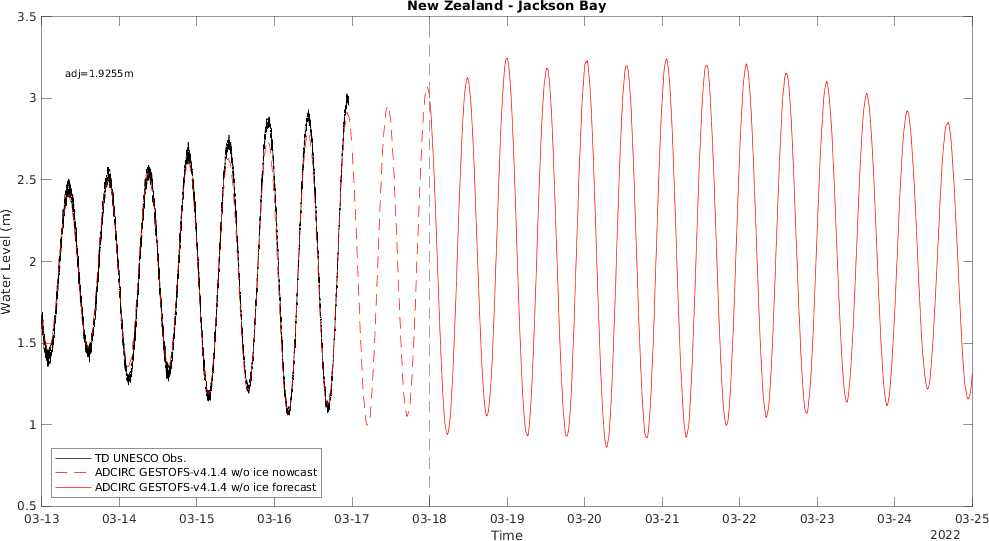 New Zealand - Jackson Bay
3.5
3
2.5
2
1.5
1
0.5
Water Level (m)
adj=1.9255m
TD UNESCO Obs.
ADCIRC GESTOFS-v4.1.4 w/o ice nowcast
ADCIRC GESTOFS-v4.1.4 w/o ice forecast
03-13 03-14 03-15 03-16 03-17 03-18 03-19 03-20 03-21 03-22 03-23 03-24 03-25
Time
2022